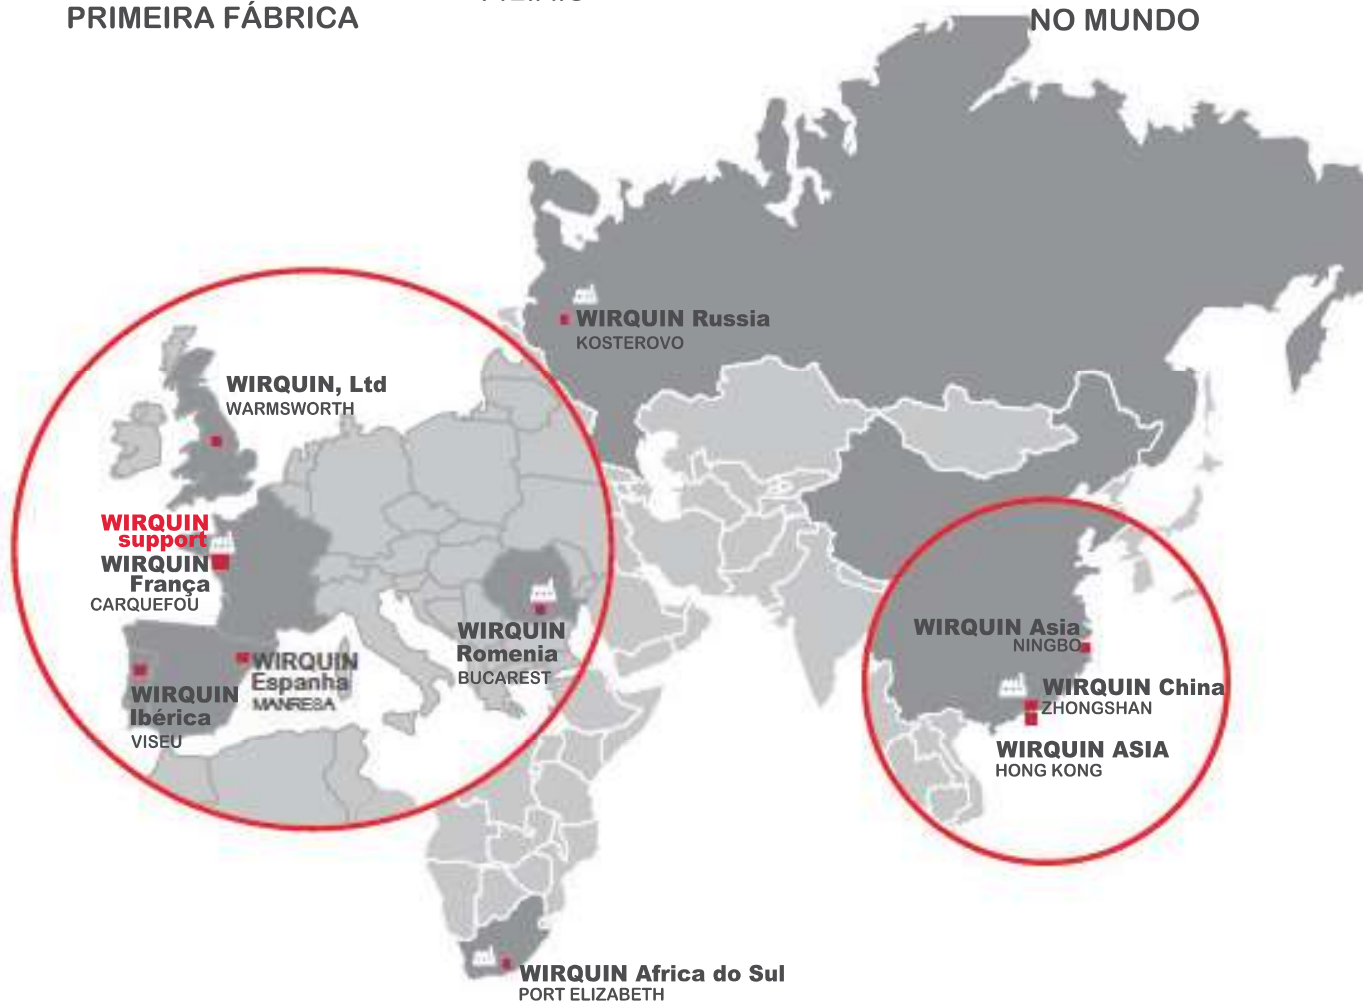 PRIMEIRA FÁBRICA
NO MUNDO
WIRQUIN Russia
KOSTEROVO
WIRQUIN, Ltd
WARMSWORTH
WIRQUIN
support
WIRQUIN
França
CARQUEFOU
WIRQUIN
Romenia
BUCAREST
WIRQUIN
Espanha
MANRESA
WIRQUIN
Ibérica
VISEU
WIRQUIN Asia
NINGBO
WIRQUIN China
ZHONGSHAN
WIRQUIN ASIA
HONG KONG
WIRQUIN Africa do Sul
PORT ELIZABETH